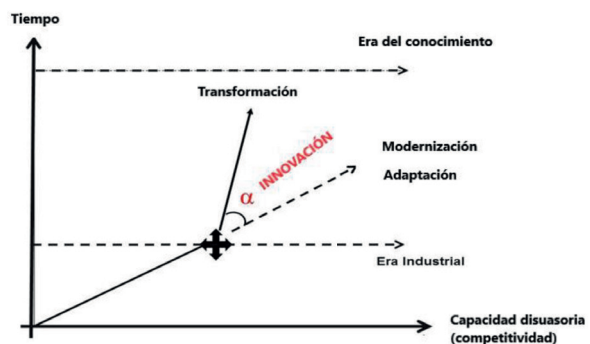 Tiempo
Era del conocimiento
Transformación
INNOVACIÓN
α
Modernización
Adaptación
Era Industrial
Capacidad disuasoria
(competitividad)